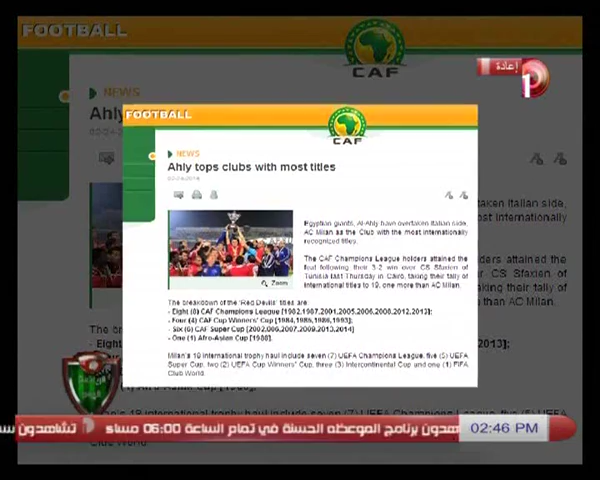 FOOTBALL
CAF
إعادة
NEWS
FOOTBALL
CAF
NEWS
Ahly tops clubs with most titles
Zoom
Egyptian giants, Al-Ahly have overtaken Italian side,
AC Milan as the Club with the most internationally
recognized titles.
The CAF Champions League holders attained the
feat following their 3-2 win over CS Sfaxien of
Tunisia last Thursday in Cairo, taking their tally of
international titles to 19, one more than AC Milan.
The breakdown of the 'Red Devils' titles are:
- Eight (8) CAF Champions League [1982,1987,2001,2005,2006,2008,2012,2013];
- Four (4) CAF Cup Winners' Cup [1984,1985,1986,1993];
- Six (6) CAF Super Cup [2002,006,2007,2009,2013,2014]
- One (1) Afro-Asian Cup [1988].
Milan's 19 international trophy haul include seven (7) UEFA Champions League, five (5) UEFA
Super Cup, two (2) UEFA Cup Winners' Cup, three (3) Intercontinental Cup and one (1) FIFA
Club World.
هدون برنامج الموعظه الحسنة في تمام الساعة 06:00 مساء تشاهدون
02:46 PM